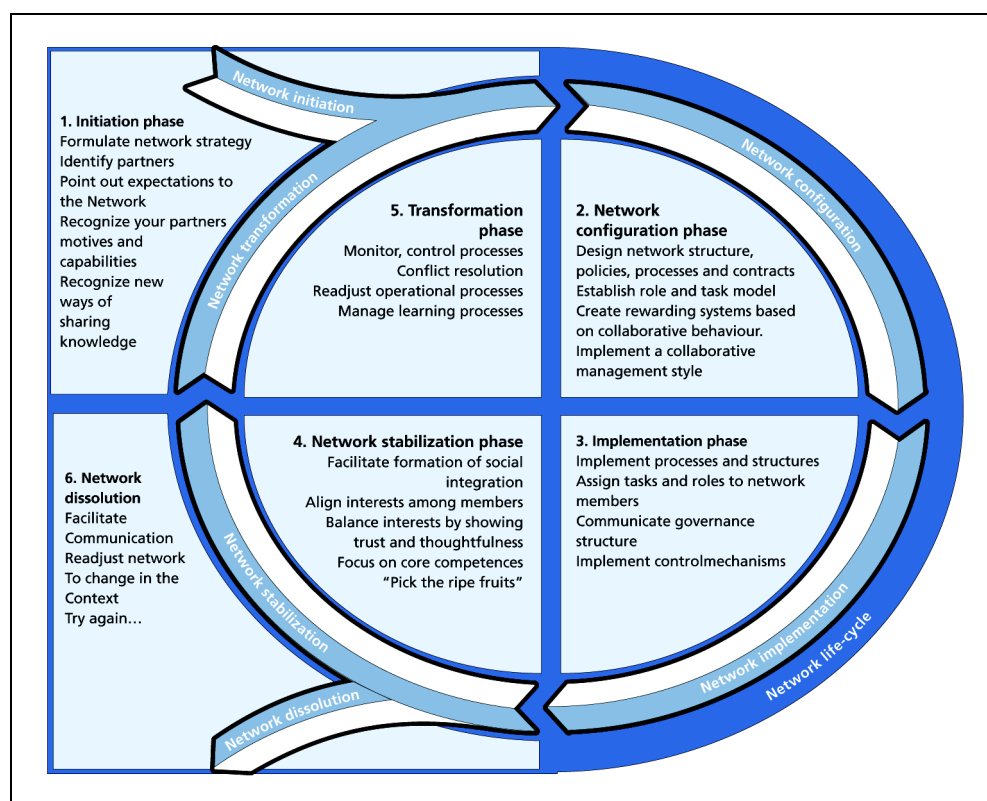 Network initiation
1. Initiation phase
Formulate network strategy
Identify partners
Point out expectations to
the Network
Recognize your partners
motives and
capabilities
Recognize new
ways of
sharing
knowledge
Network transformation
5. Transformation
phase
Monitor, control processes
Conflict resolution
Readjust operational processes
Manage learning processes
Network configuration
2. Network
configuration phase
Design network structure,
policies, processes and contracts
Establish role and task model
Create rewarding systems based
on collaborative behaviour.
Implement a collaborative
management style
3. Implementation phase
Implement processes and structures
Assign tasks and roles to network
members
Communicate governance
structure
Implement controlmechanisms
Network implementation
Network life-cycle
4. Network stabilization phase
Facilitate formation of social
integration
Align interests among members
Balance interests by showing
trust and thoughtfulness
Focus on core competences
“Pick the ripe fruits”
Network stabilization
6. Network
dissolution
Facilitate
Communication
Readjust network
To change in the
Context
Try again…
Network dissolution